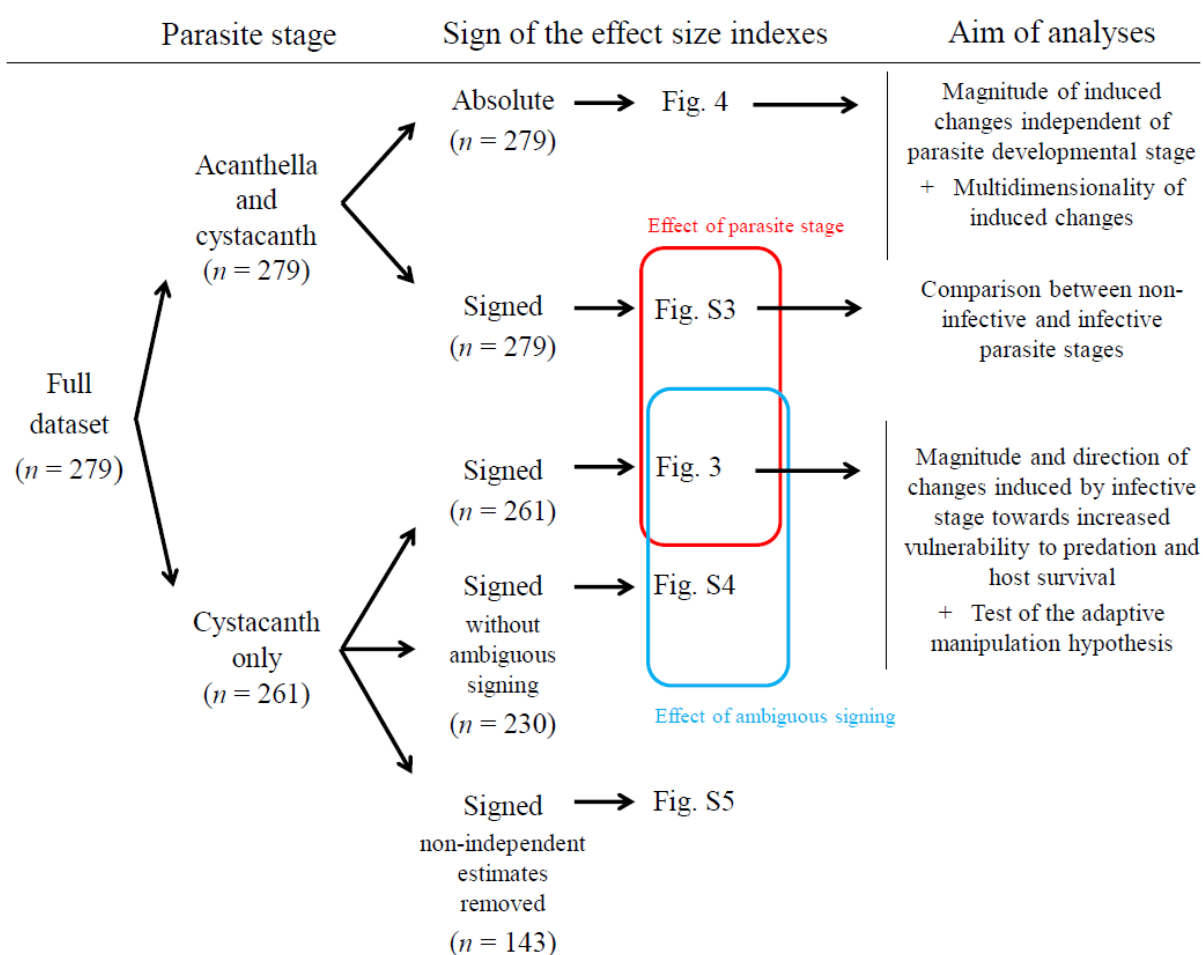 Parasite stage
Sign of the effect size indexes
Aim of analyses
Full
dataset
(n = 279)
Acanthella
and
cystacanth
(n = 279)
Absolute
(n = 279)
Fig. 4
Magnitude of induced
changes independent of
parasite developmental stage
+ Multidimensionality of
induced changes
Effect of parasite stage
Signed
(n = 279)
Fig. S3
Comparison between non-
infective and infective
parasite stages
Cystacanth
only
(n = 261)
Signed
(n = 261)
Fig. 3
Magnitude and direction of
changes induced by infective
stage towards increased
vulnerability to predation and
host survival
+ Test of the adaptive
manipulation hypothesis
Signed
without
ambiguous
signing
(n = 230)
Fig. S4
Effect of ambiguous signing
Signed
non-independent
estimates
removed
(n = 143)
Fig. S5